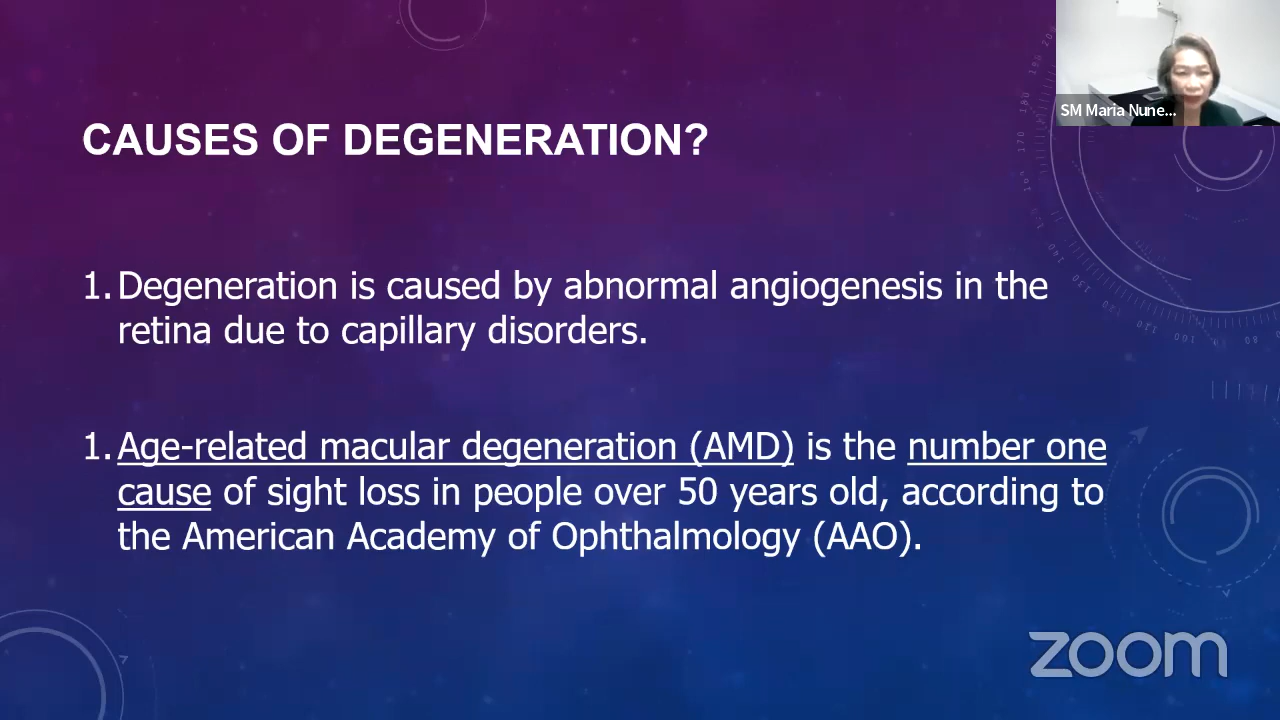 SM Maria Nune...
CAUSES OF DEGENERATION?
1. Degeneration is caused by abnormal angiogenesis in the
retina due to capillary disorders.
1. Age-related macular degeneration (AMD) is the number one
cause of sight loss in people over 50 years old, according to
the American Academy of Ophthalmology (AAO).
zoom